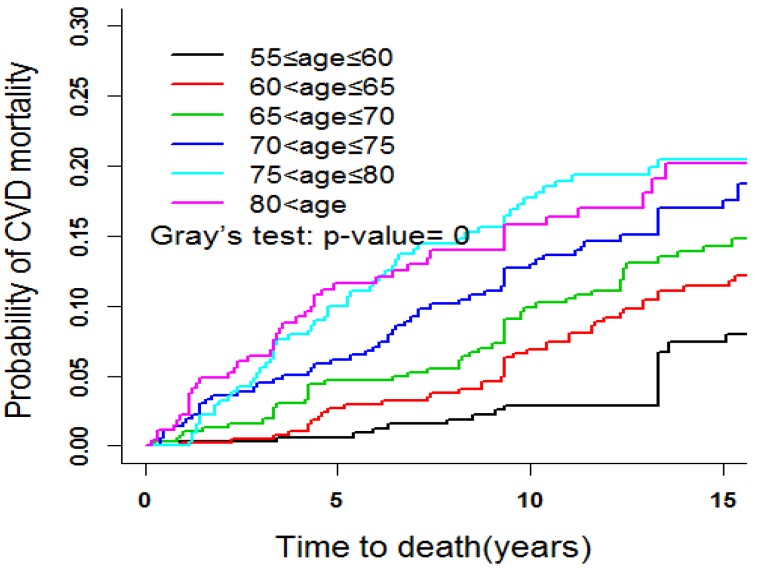 Probability of CVD mortality
0.30
0.25
0.20
0.15
0.10
0.05
0.00
55≤age≤60
60<age≤65
65<age≤70
70<age≤75
75<age≤80
80<age
Gray's test: p-value= 0
0 5 10 15
Time to death(years)